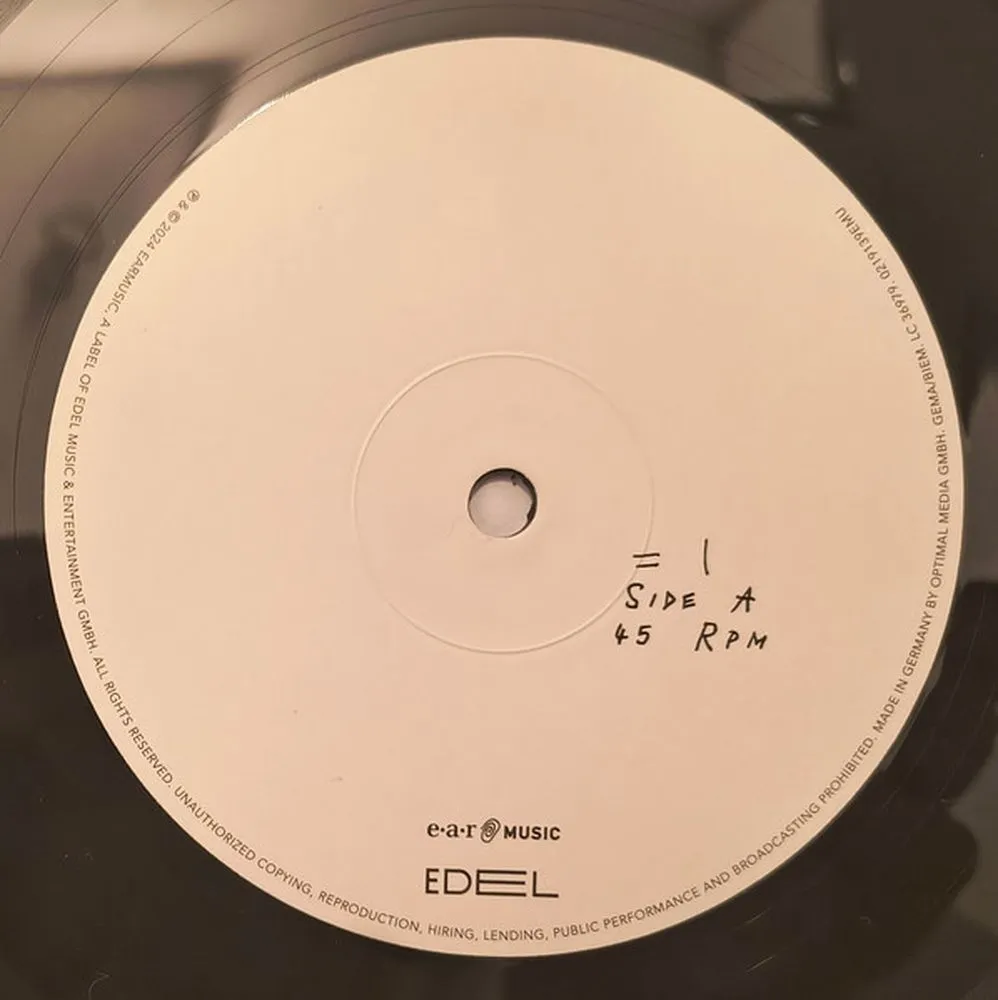 = 1
SIDE A
45 RPM
e·a·r MUSIC
EDEL
℗ & © 2024 EARMUSIC, A LABEL OF EDEL MUSIC & ENTERTAINMENT GMBH. ALL RIGHTS RESERVED. UNAUTHORIZED COPYING, REPRODUCTION, HIRING, LENDING, PUBLIC PERFORMANCE AND BROADCASTING PROHIBITED. MADE IN GERMANY BY OPTIMAL MEDIA GMBH. GEMA/BIEM. LC 36979. 0219139EMU